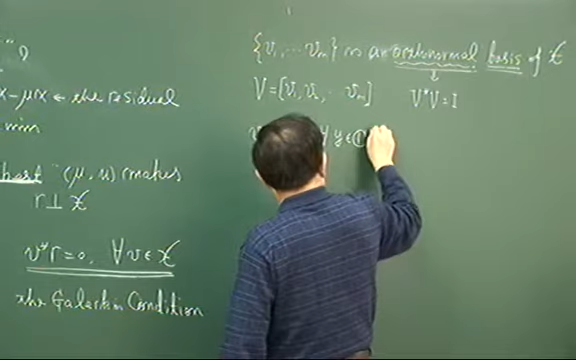 x - μx ← the residual
min
best" (μ, u) makes
r ⊥ 𝒦
v*r = 0, ∀ v ∈ 𝒦
the Galerkin Condition
{v₁, ⋯ vₘ} is an orthonormal basis of 𝒦
V = [v₁, v₂, ⋯ vₘ] V*V = I
∀ y ∈ ℂ